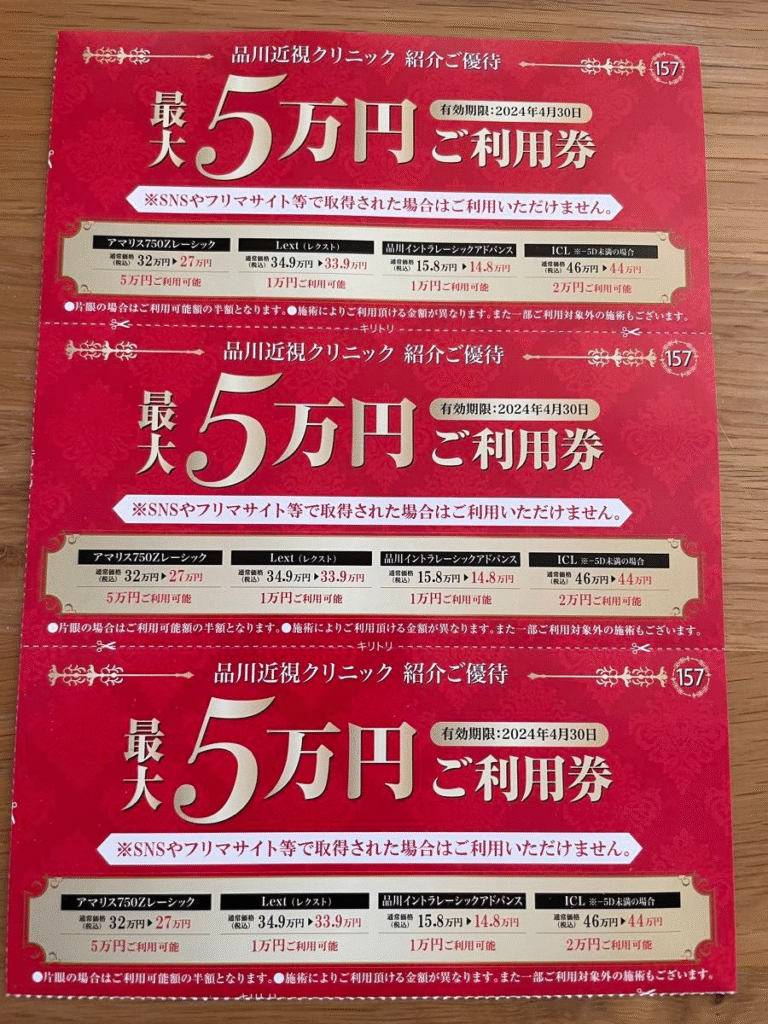 品川近視クリニック 紹介ご優待
157
最大5万円
有効期限:2024年4月30日
ご利用券
※SNSやフリマサイト等で取得された場合はご利用いただけません。
アマリス750Zレーシック Lext(レクスト) 品川イントラレーシックアドバンス ICL ※-5D未満の場合
通常価格(税込) 32万円▶27万円 通常価格(税込) 34.9万円▶33.9万円 通常価格(税込) 15.8万円▶14.8万円 通常価格(税込) 46万円▶44万円
5万円ご利用可能 1万円ご利用可能 1万円ご利用可能 2万円ご利用可能
●片眼の場合はご利用可能額の半額となります。●施術によりご利用頂ける金額が異なります。また一部ご利用対象外の施術もございます。
キリトリ
品川近視クリニック 紹介ご優待
157
最大5万円
有効期限:2024年4月30日
ご利用券
※SNSやフリマサイト等で取得された場合はご利用いただけません。
アマリス750Zレーシック Lext(レクスト) 品川イントラレーシックアドバンス ICL ※-5D未満の場合
通常価格(税込) 32万円▶27万円 通常価格(税込) 34.9万円▶33.9万円 通常価格(税込) 15.8万円▶14.8万円 通常価格(税込) 46万円▶44万円
5万円ご利用可能 1万円ご利用可能 1万円ご利用可能 2万円ご利用可能
●片眼の場合はご利用可能額の半額となります。●施術によりご利用頂ける金額が異なります。また一部ご利用対象外の施術もございます。
キリトリ
品川近視クリニック 紹介ご優待
157
最大5万円
有効期限:2024年4月30日
ご利用券
※SNSやフリマサイト等で取得された場合はご利用いただけません。
アマリス750Zレーシック Lext(レクスト) 品川イントラレーシックアドバンス ICL ※-5D未満の場合
通常価格(税込) 32万円▶27万円 通常価格(税込) 34.9万円▶33.9万円 通常価格(税込) 15.8万円▶14.8万円 通常価格(税込) 46万円▶44万円
5万円ご利用可能 1万円ご利用可能 1万円ご利用可能 2万円ご利用可能
●片眼の場合はご利用可能額の半額となります。●施術によりご利用頂ける金額が異なります。また一部ご利用対象外の施術もございます。
キリトリ